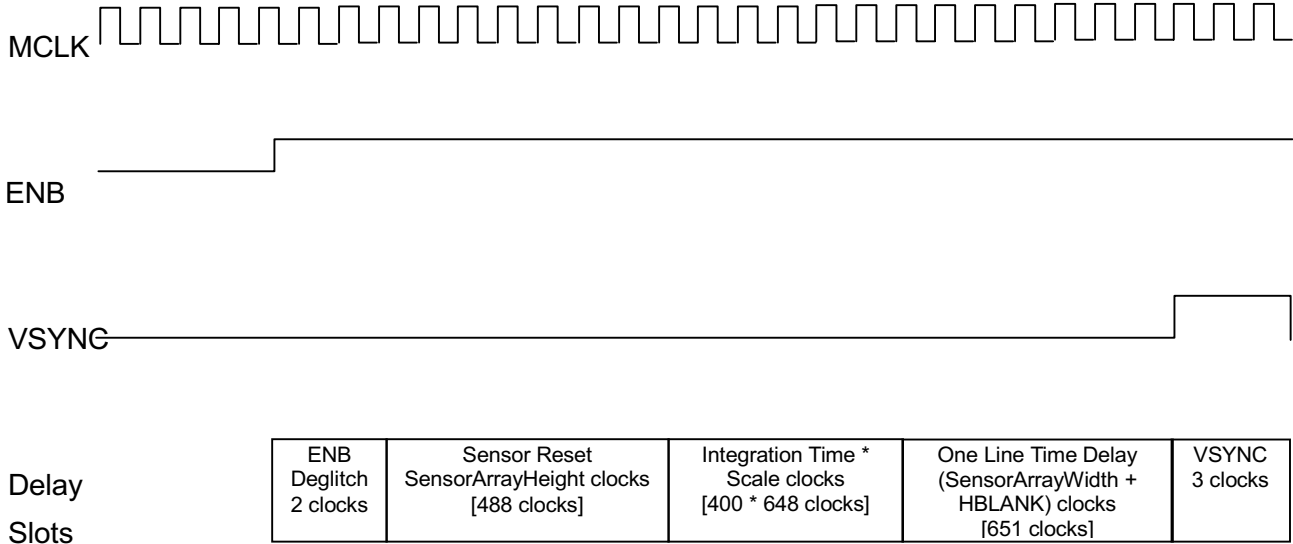 MCLK
ENB
VSYNC
Delay
Slots
ENB
Deglitch
2 clocks
Sensor Reset
SensorArrayHeight clocks
[488 clocks]
Integration Time *
Scale clocks
[400 * 648 clocks]
One Line Time Delay
(SensorArrayWidth +
HBLANK) clocks
[651 clocks]
VSYNC
3 clocks